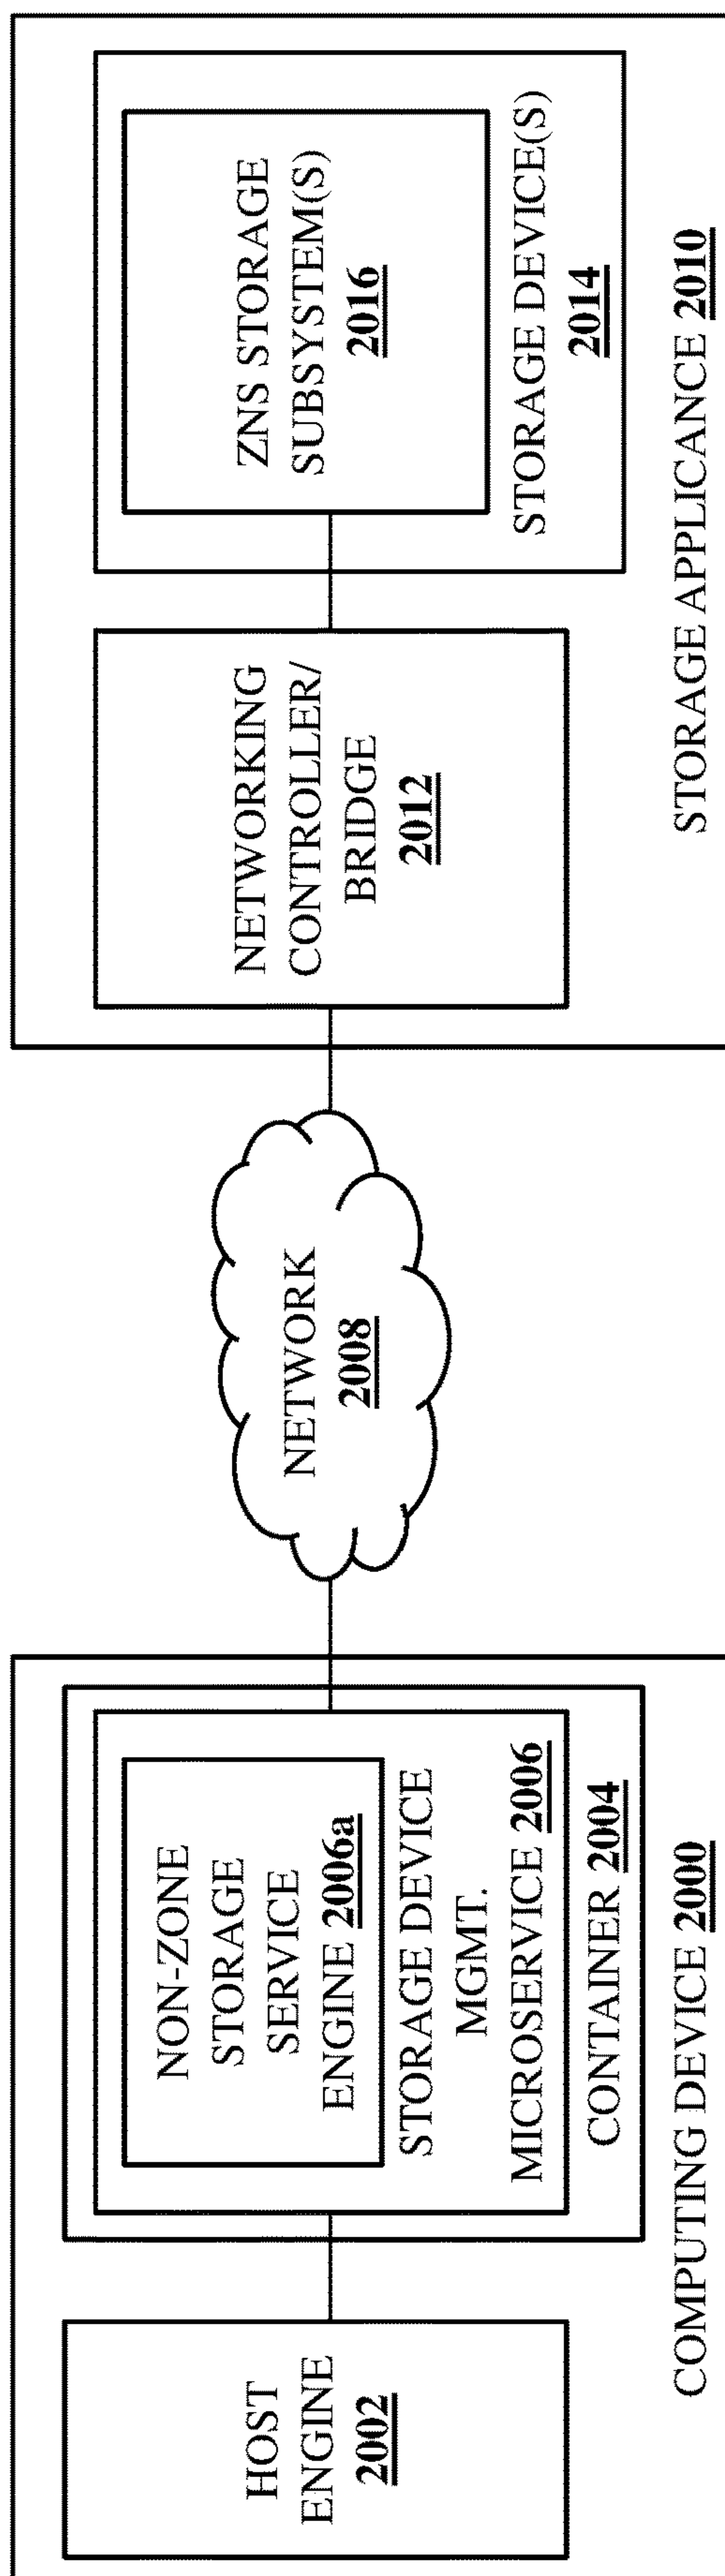 HOST
ENGINE
2002
NON-ZONE
STORAGE
SERVICE
ENGINE 2006a
STORAGE DEVICE
MGMT.
MICROSERVICE 2006
CONTAINER 2004
COMPUTING DEVICE 2000
NETWORK
2008
NETWORKING
CONTROLLER/
BRIDGE
2012
ZNS STORAGE
SUBSYSTEM(S)
2016
STORAGE DEVICE(S)
2014
STORAGE APPLICANCE 2010